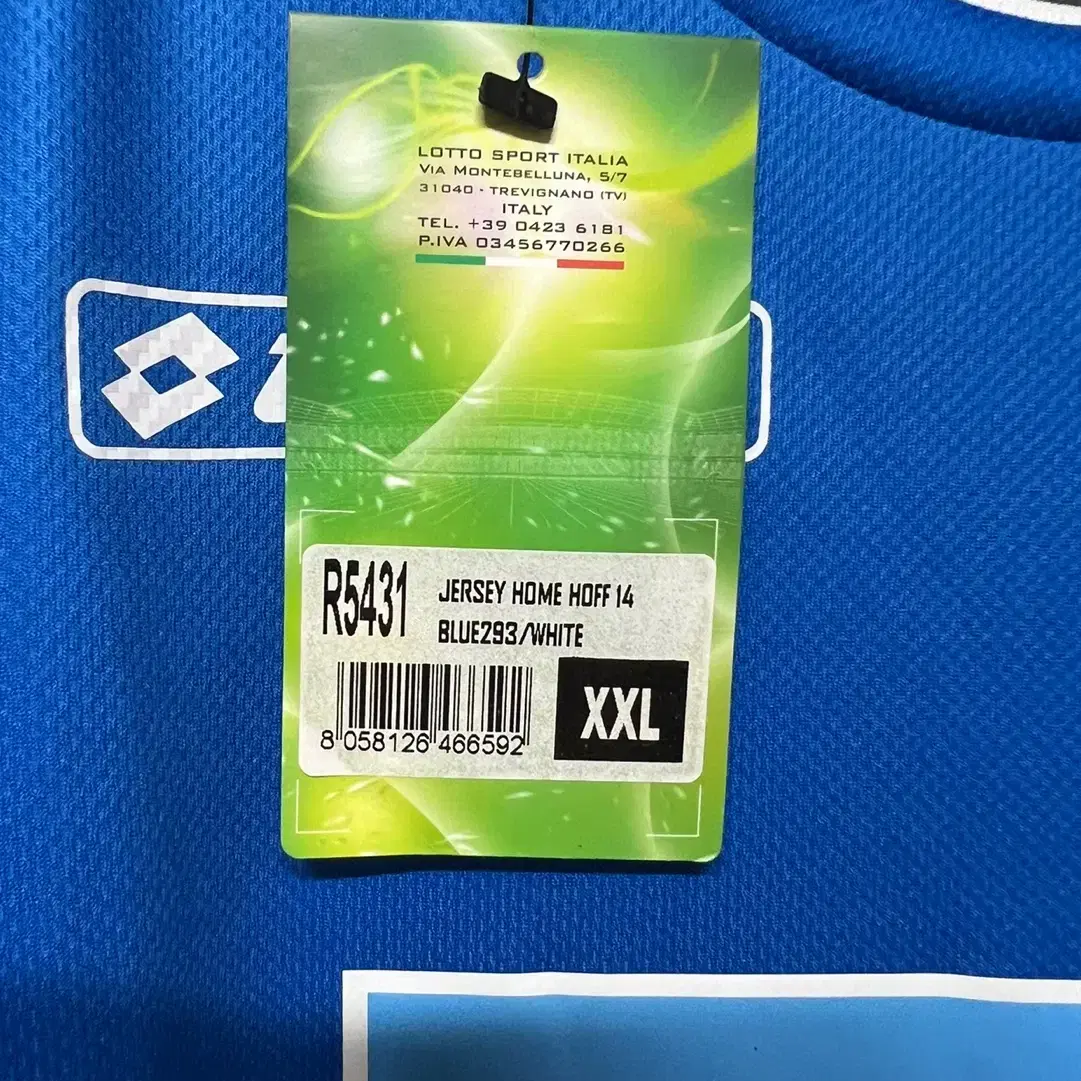 LOTTO SPORT ITALIA
VIA MONTEBELLUNA, 5/7
31040 - TREVIGNANO (TV)
ITALY
TEL. +39 0423 6181
P.IVA 03456770266
R5431
JERSEY HOME HOFF 14
BLUE293/WHITE
XXL
8 058126 466592